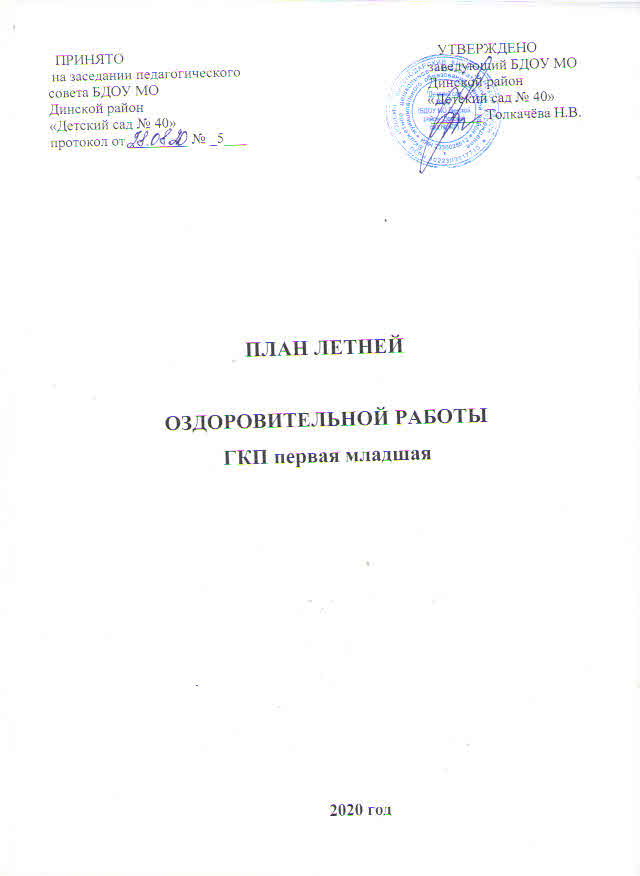 ПРИНЯТО
на заседании педагогического
совета БДОУ МО
Динской район
«Детский сад № 40»
протокол от 28.08.20 № _5___
УТВЕРЖДЕНО
заведующий БДОУ МО
Динской район
«Детский сад № 40»
Толкачёва Н.В.
ПЛАН ЛЕТНЕЙ
ОЗДОРОВИТЕЛЬНОЙ РАБОТЫ
ГКП первая младшая
2020 год